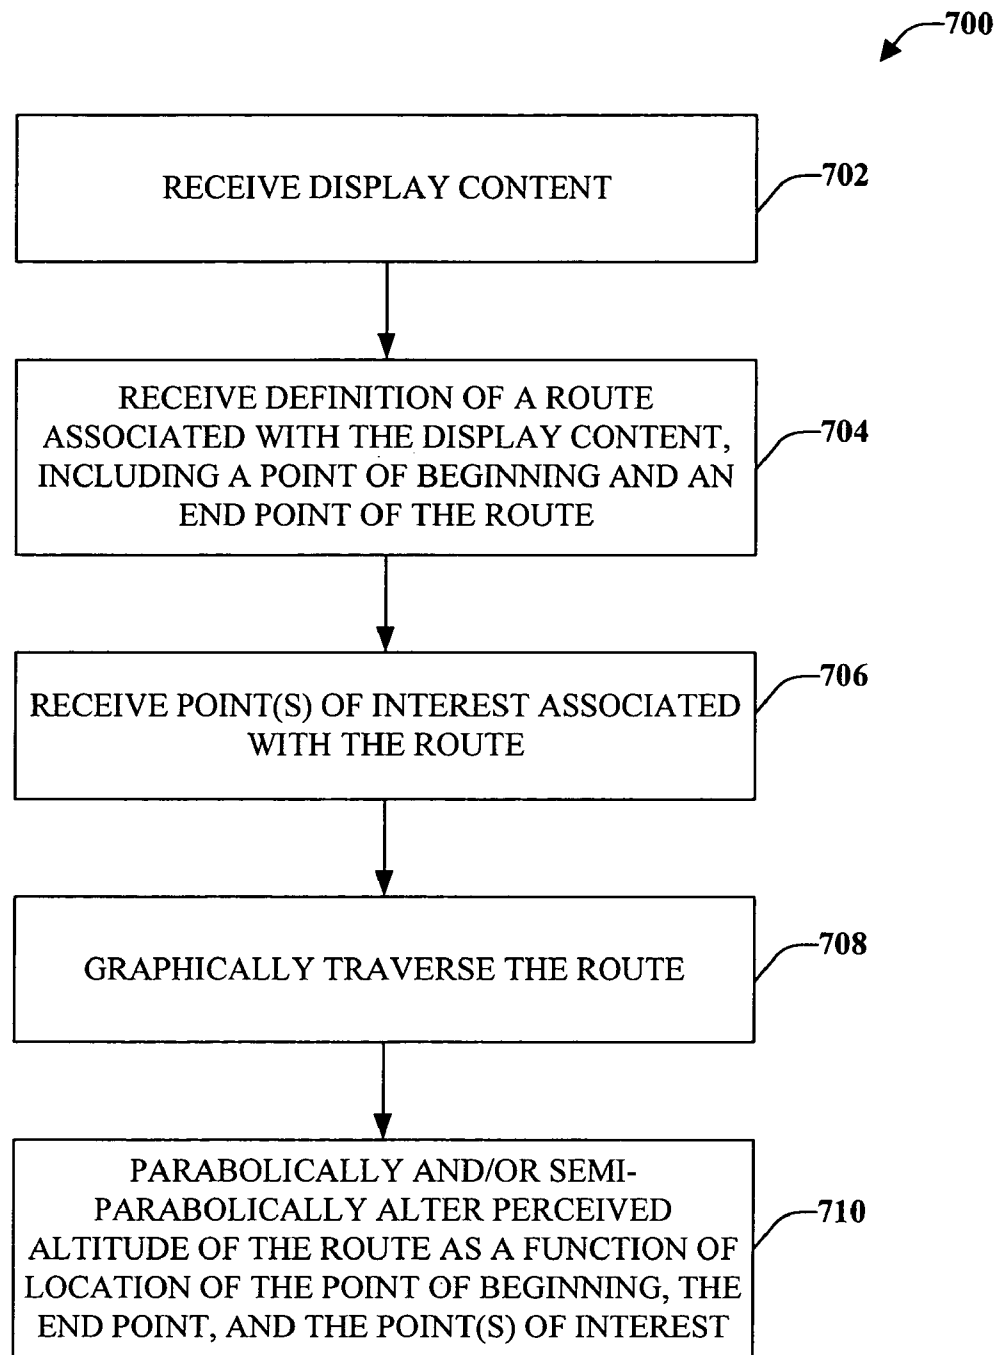 700
RECEIVE DISPLAY CONTENT
702
RECEIVE DEFINITION OF A ROUTE
ASSOCIATED WITH THE DISPLAY CONTENT,
INCLUDING A POINT OF BEGINNING AND AN
END POINT OF THE ROUTE
704
RECEIVE POINT(S) OF INTEREST ASSOCIATED
WITH THE ROUTE
706
GRAPHICALLY TRAVERSE THE ROUTE
708
PARABOLICALLY AND/OR SEMI-
PARABOLICALLY ALTER PERCEIVED
ALTITUDE OF THE ROUTE AS A FUNCTION OF
LOCATION OF THE POINT OF BEGINNING, THE
END POINT, AND THE POINT(S) OF INTEREST
710